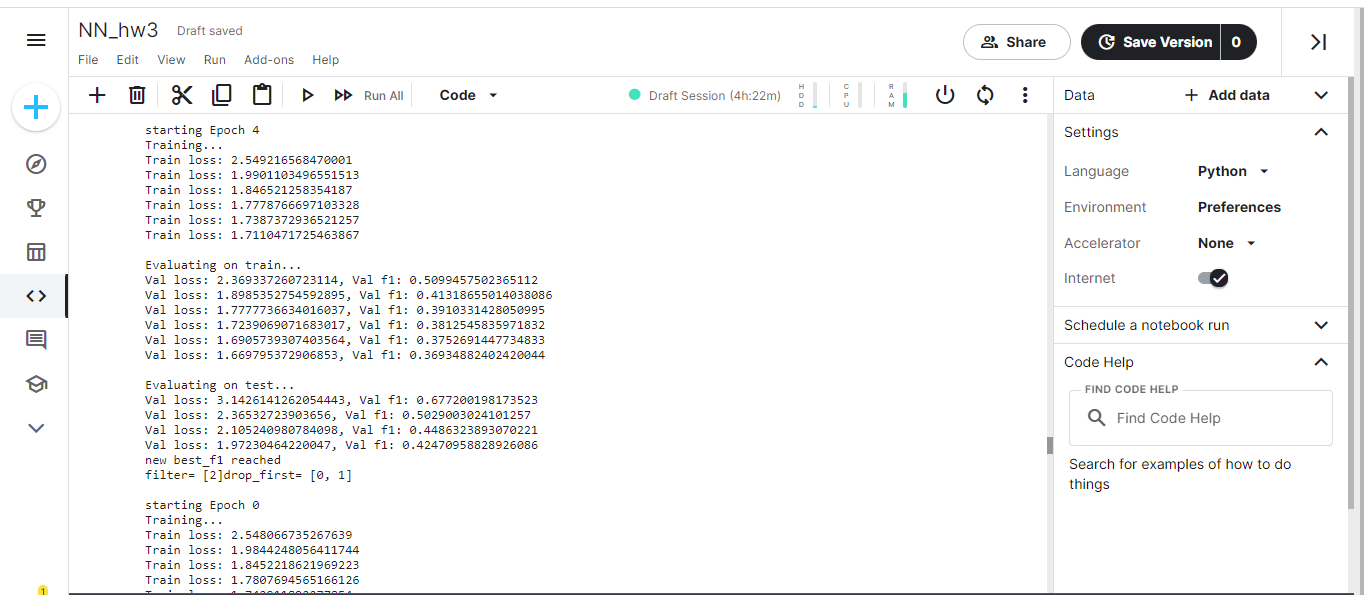 NN_hw3 Draft saved
Share
Save Version 0
File Edit View Run Add-ons Help
Run All
Code
Draft Session (4h:22m)
HDD
CPU
RAM
starting Epoch 4
Training...
Train loss: 2.549216568470001
Train loss: 1.9901103496551513
Train loss: 1.846521258354187
Train loss: 1.7778766697103328
Train loss: 1.7387372936521257
Train loss: 1.7110471725463867
Evaluating on train...
Val loss: 2.369337260723114, Val f1: 0.5099457502365112
Val loss: 1.8985352754592895, Val f1: 0.41318655014038086
Val loss: 1.7777736634016037, Val f1: 0.3910331428050995
Val loss: 1.7239069071683017, Val f1: 0.3812545835971832
Val loss: 1.6905739307403564, Val f1: 0.3752691447734833
Val loss: 1.669795372906853, Val f1: 0.36934882402420044
Evaluating on test...
Val loss: 3.1426141262054443, Val f1: 0.677200198173523
Val loss: 2.36532723903656, Val f1: 0.5029003024101257
Val loss: 2.105240980784098, Val f1: 0.4486323893070221
Val loss: 1.97230464220047, Val f1: 0.42470958828926086
new best_f1 reached
filter= [2]drop_first= [0, 1]
starting Epoch 0
Training...
Train loss: 2.548066735267639
Train loss: 1.9844248056411744
Train loss: 1.8452218621969223
Train loss: 1.7807694565166126
Data
Add data
Settings
Language Python
Environment Preferences
Accelerator None
Internet
Schedule a notebook run
Code Help
FIND CODE HELP
Find Code Help
Search for examples of how to do
things
1